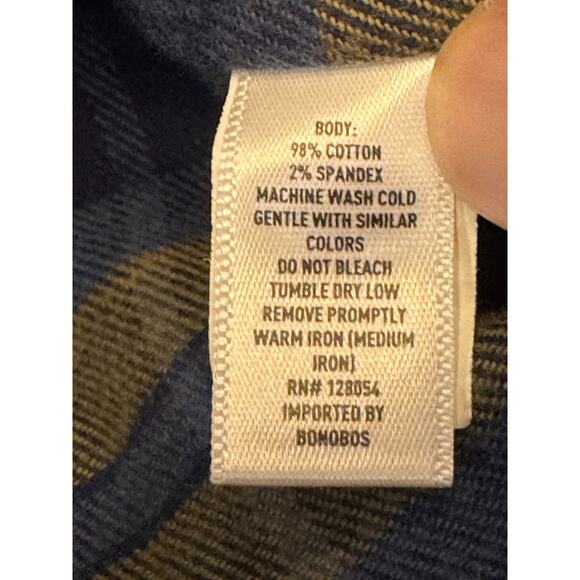 BODY:
98% COTTON
2% SPANDEX
MACHINE WASH COLD
GENTLE WITH SIMILAR
COLORS
DO NOT BLEACH
TUMBLE DRY LOW
REMOVE PROMPTLY
WARM IRON (MEDIUM
IRON)
RN# 128054
IMPORTED BY
BONOBOS